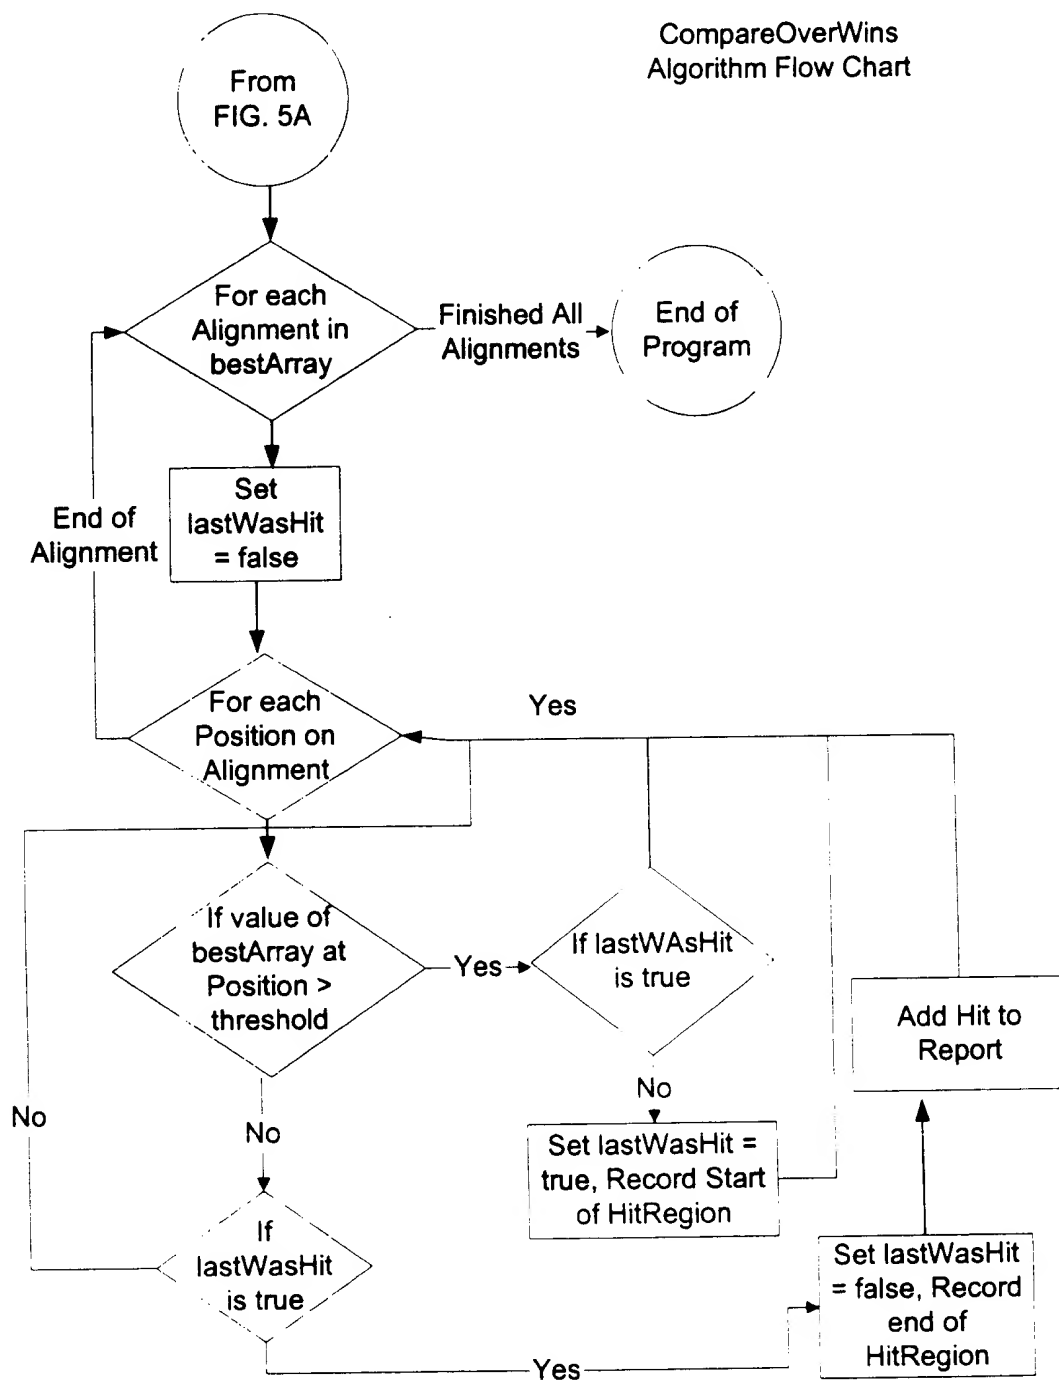 CompareOverWins
Algorithm Flow Chart
From
FIG. 5A
For each
Alignment in
bestArray
Finished All
Alignments
End of
Program
Set
lastWasHit
= false
End of
Alignment
For each
Position on
Alignment
Yes
If value of
bestArray at
Position >
threshold
Yes
If lastWAsHit
is true
Add Hit to
Report
No
No
No
Set lastWasHit =
true, Record Start
of HitRegion
If
lastWasHit
is true
Set lastWasHit
= false, Record
end of
HitRegion
Yes